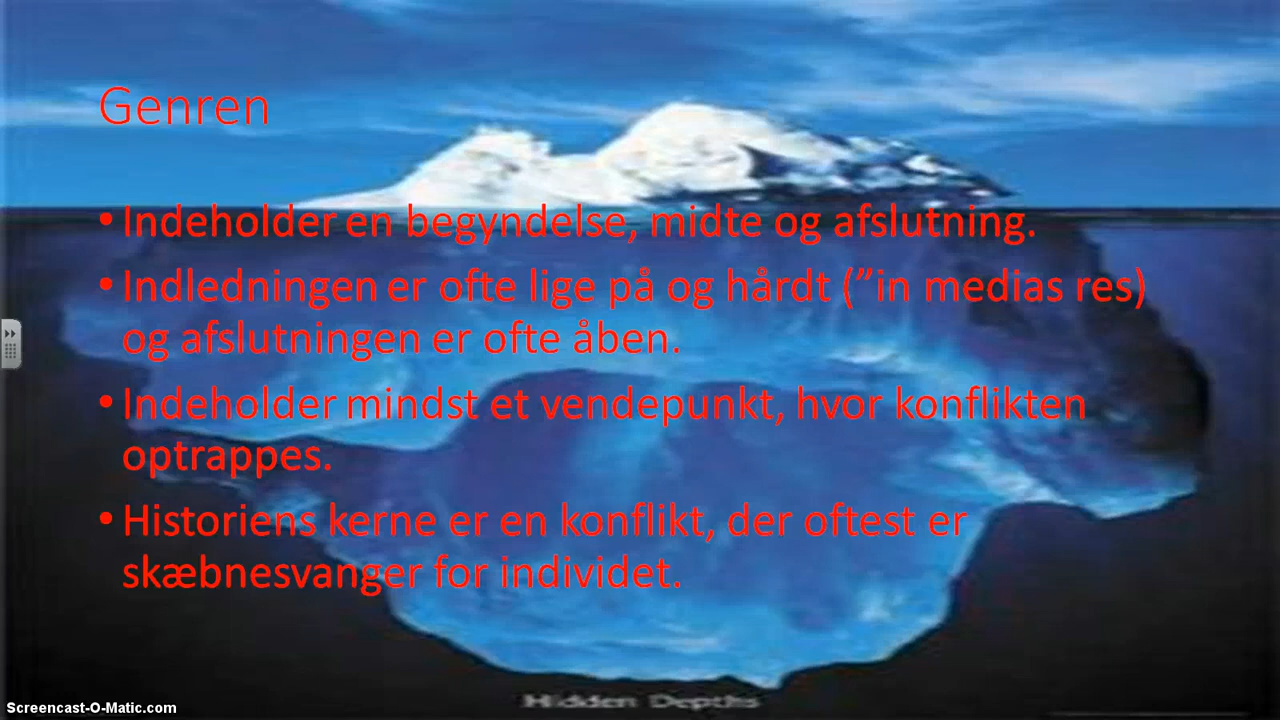 Genren
• Indeholder en begyndelse, midte og afslutning.
• Indledningen er ofte lige på og hårdt (”in medias res)
og afslutningen er ofte åben.
• Indeholder mindst et vendepunkt, hvor konflikten
optrappes.
• Historiens kerne er en konflikt, der oftest er
skæbnesvanger for individet.
Hidden Depths
Screencast-O-Matic.com